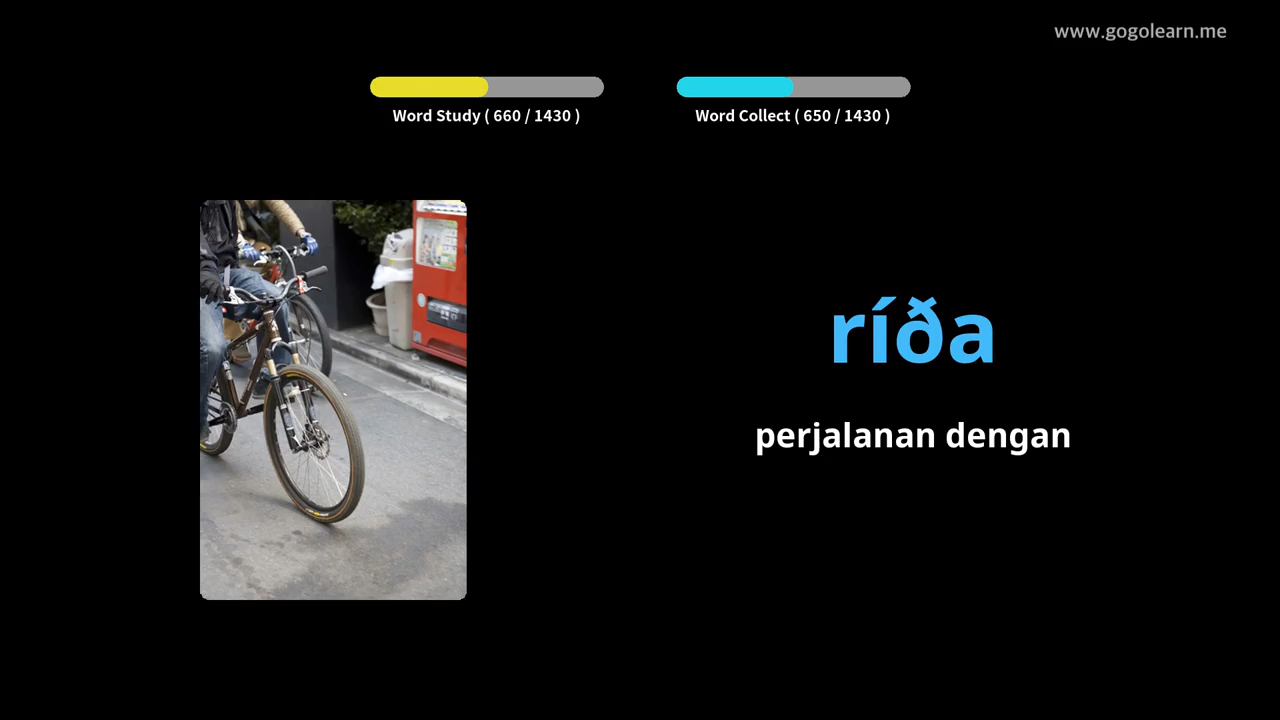 www.gogolearn.me
Word Study ( 660 / 1430 )
Word Collect ( 650 / 1430 )
ríða
perjalanan dengan